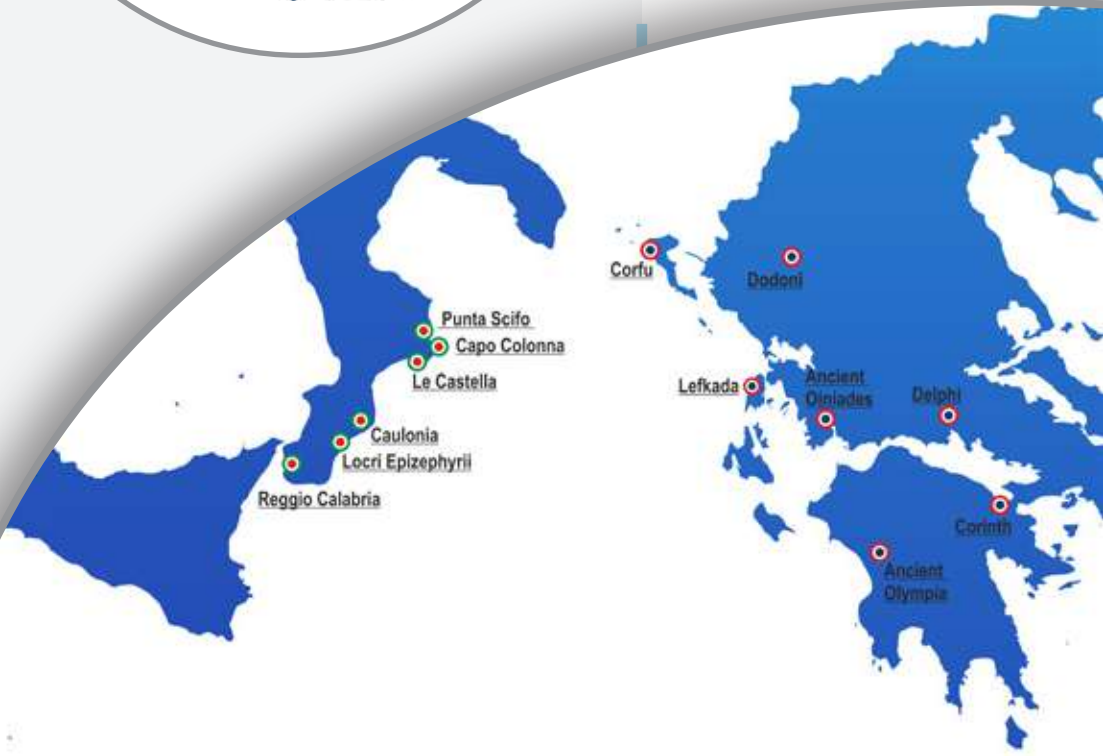 Corfu
Dodoni
Punta Scifo
Capo Colonna
Le Castella
Lefkada
Ancient
Oiniades
Delphi
Caulonia
Locri Epizephyrii
Reggio Calabria
Corinth
Ancient
Olympia